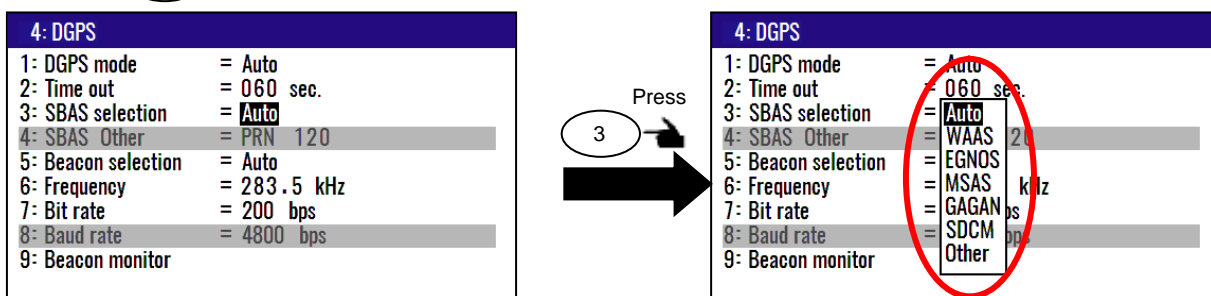 4: DGPS
1: DGPS mode = Auto
2: Time out = 060 sec.
3: SBAS selection = Auto
4: SBAS Other = PRN 120
5: Beacon selection = Auto
6: Frequency = 283.5 kHz
7: Bit rate = 200 bps
8: Baud rate = 4800 bps
9: Beacon monitor
Press
3
4: DGPS
1: DGPS mode = Auto
2: Time out = 060 sec.
3: SBAS selection = Auto
4: SBAS Other = WAAS 20
5: Beacon selection = EGNOS
6: Frequency = MSAS kHz
7: Bit rate = GAGAN ps
8: Baud rate = SDCM bps
9: Beacon monitor Other